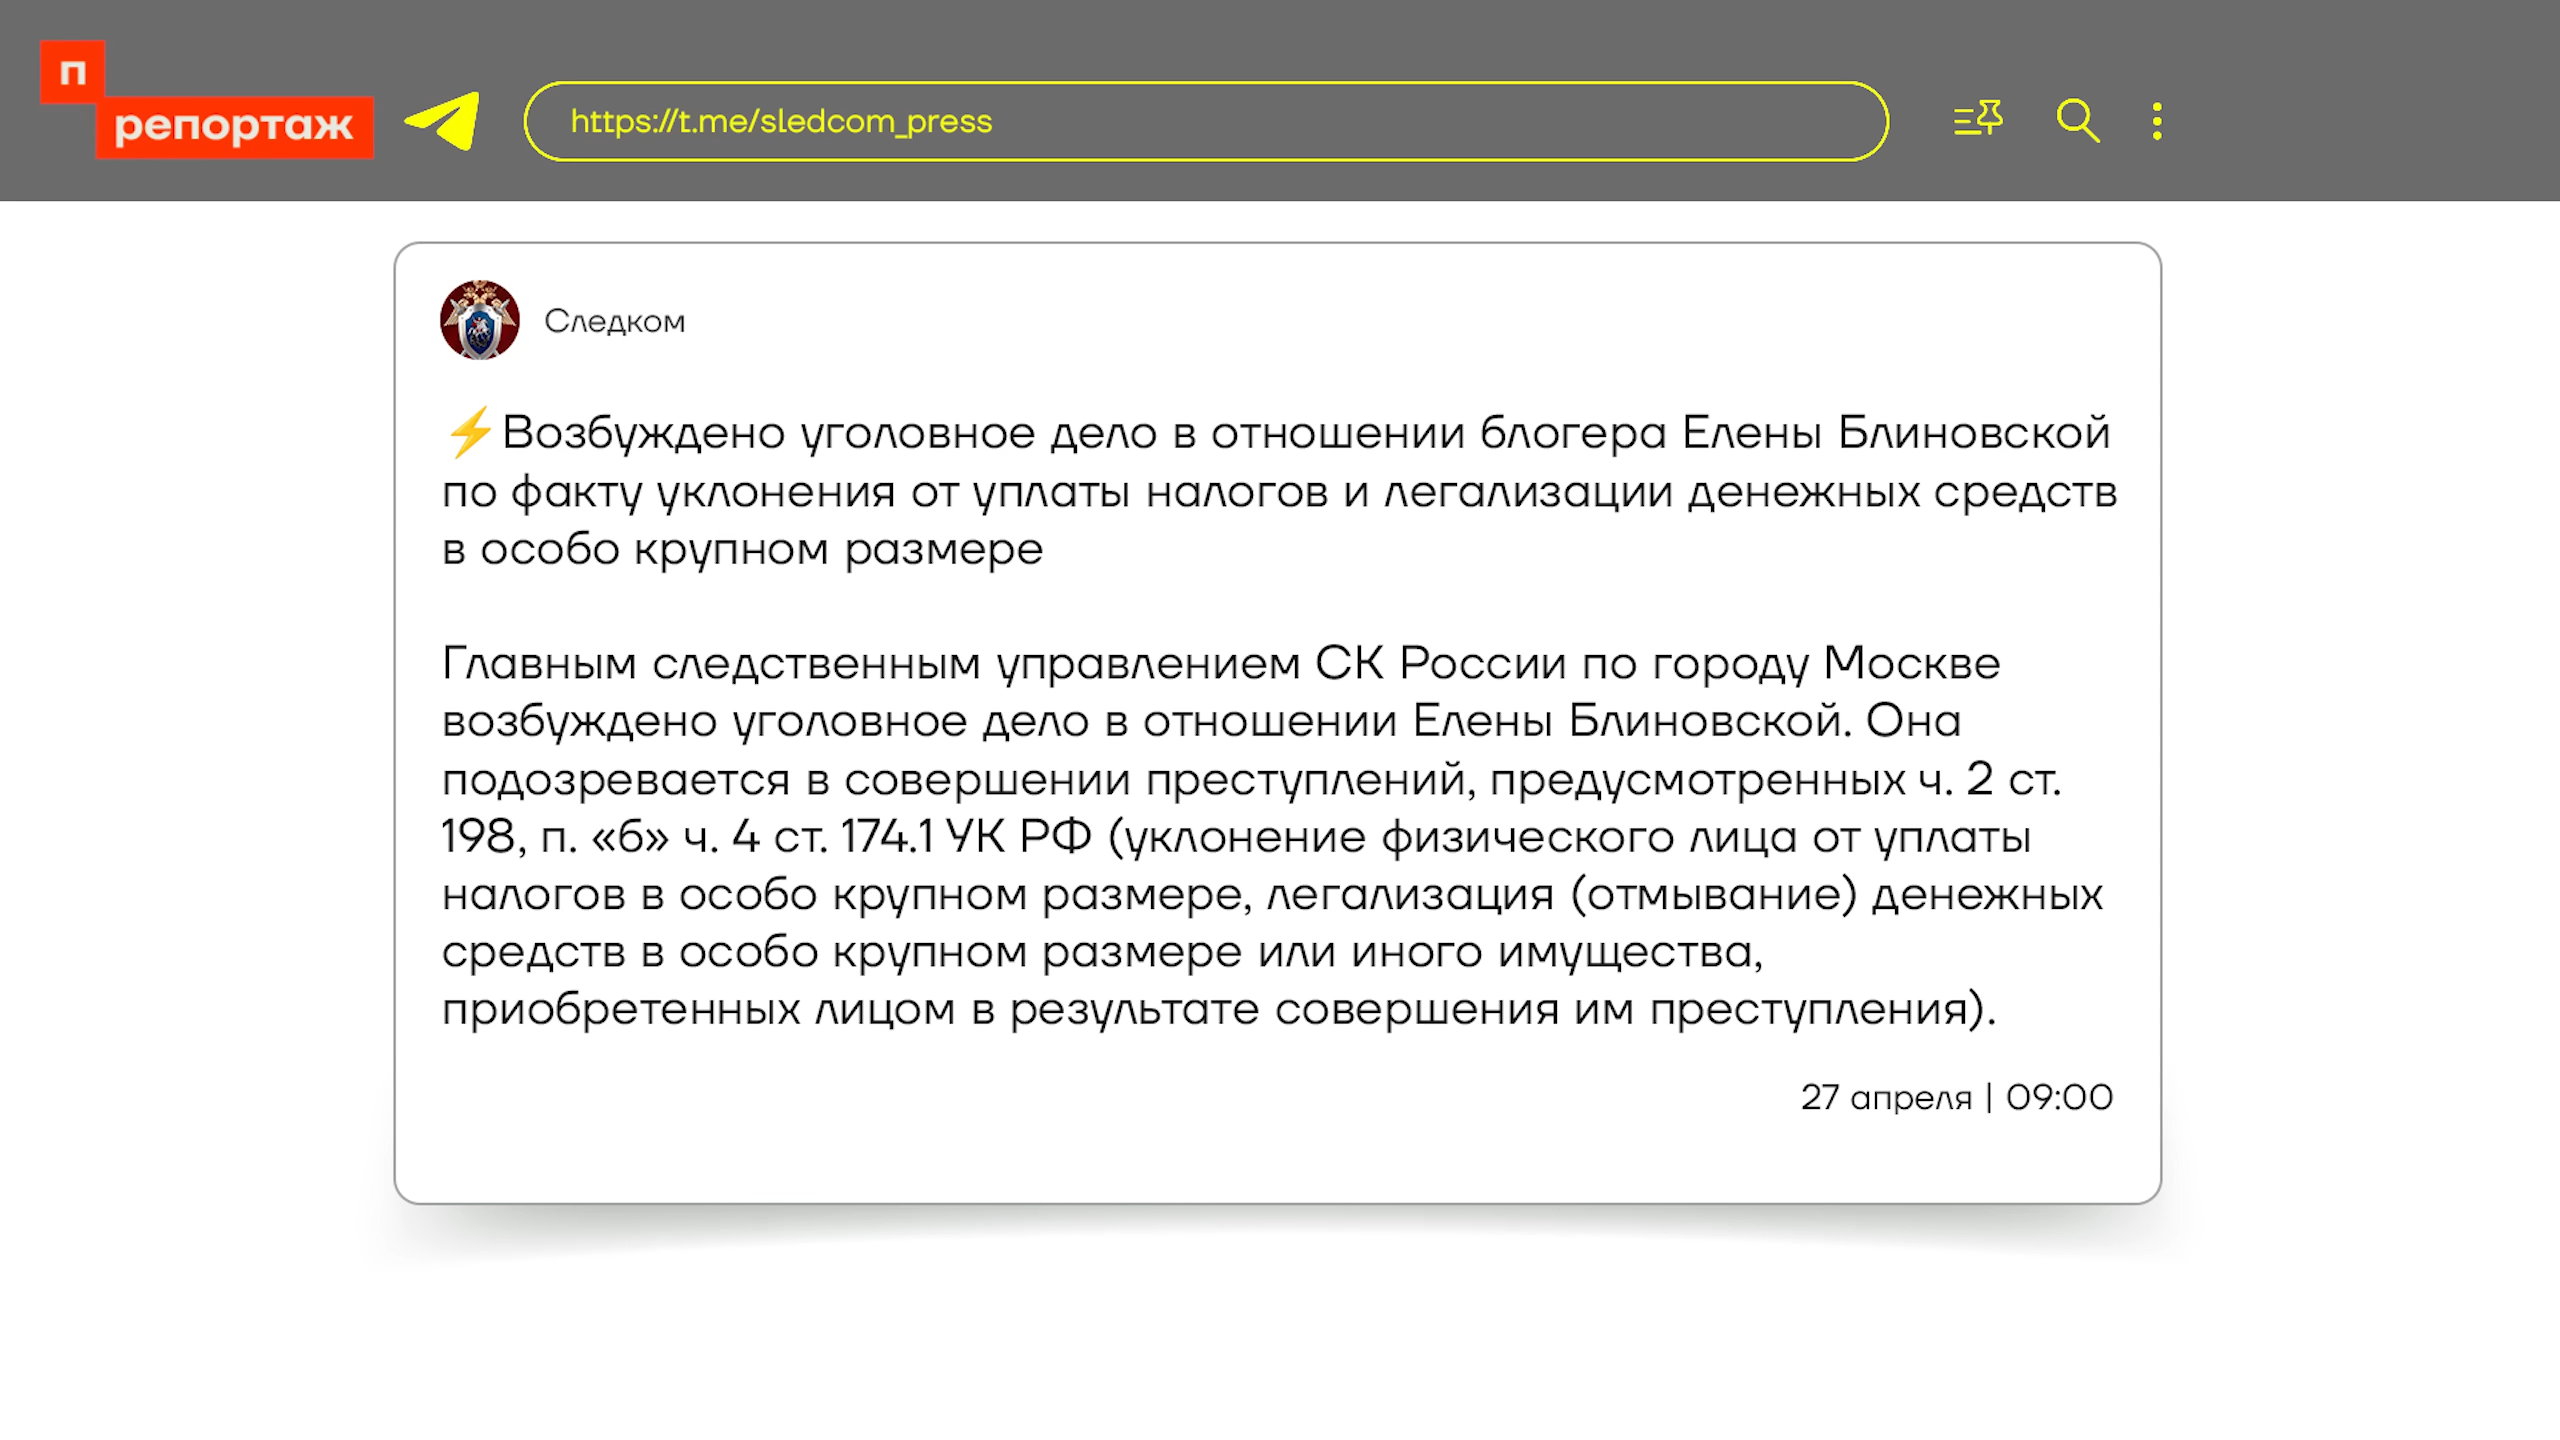 п
репортаж
https://t.me/sledcom_press
Следком
⚡Возбуждено уголовное дело в отношении блогера Елены Блиновской
по факту уклонения от уплаты налогов и легализации денежных средств
в особо крупном размере
Главным следственным управлением СК России по городу Москве
возбуждено уголовное дело в отношении Елены Блиновской. Она
подозревается в совершении преступлений, предусмотренных ч. 2 ст.
198, п. «б» ч. 4 ст. 174.1 УК РФ (уклонение физического лица от уплаты
налогов в особо крупном размере, легализация (отмывание) денежных
средств в особо крупном размере или иного имущества,
приобретенных лицом в результате совершения им преступления).
27 апреля | 09:00